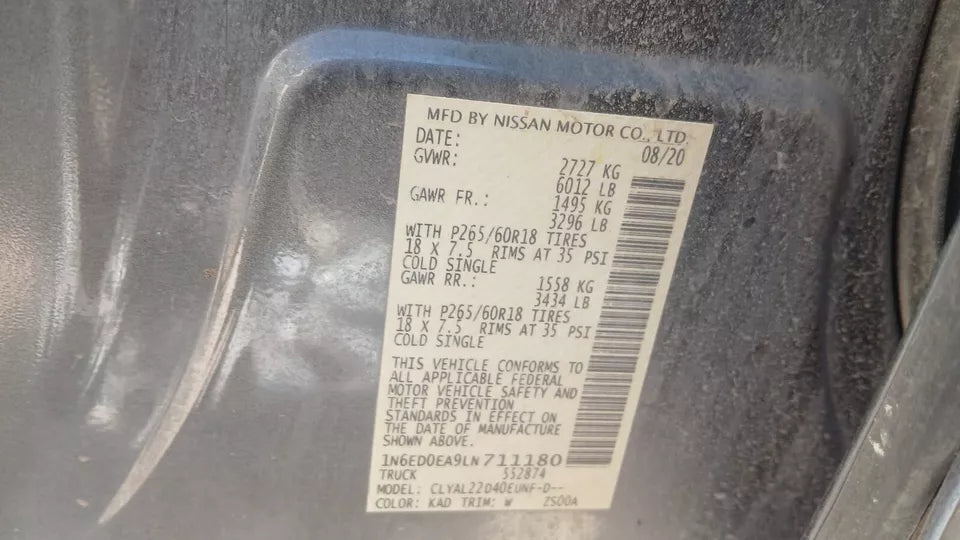 MFD BY NISSAN MOTOR CO., LTD.
DATE: 08/20
GVWR: 2727 KG
6012 LB
GAWR FR.: 1495 KG
3296 LB
WITH P265/60R18 TIRES
18 X 7.5 RIMS AT 35 PSI
COLD SINGLE
GAWR RR.: 1558 KG
3434 LB
WITH P265/60R18 TIRES
18 X 7.5 RIMS AT 35 PSI
COLD SINGLE
THIS VEHICLE CONFORMS TO
ALL APPLICABLE FEDERAL
MOTOR VEHICLE SAFETY AND
THEFT PREVENTION
STANDARDS IN EFFECT ON
THE DATE OF MANUFACTURE
SHOWN ABOVE.
1N6ED0EA9LN711180
TRUCK 552874
MODEL: CLYAL22D40EUNF-D--
COLOR: KAD TRIM: W ZS00A